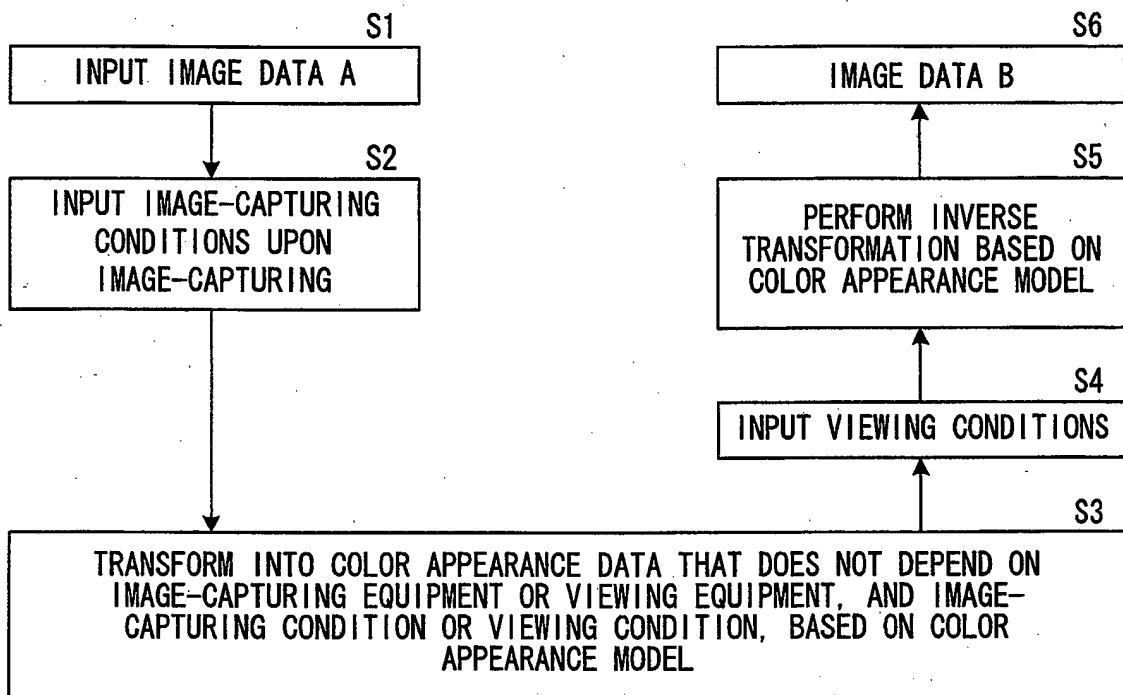 S1
INPUT IMAGE DATA A
S2
INPUT IMAGE-CAPTURING
CONDITIONS UPON
IMAGE-CAPTURING
S3
TRANSFORM INTO COLOR APPEARANCE DATA THAT DOES NOT DEPEND ON
IMAGE-CAPTURING EQUIPMENT OR VIEWING EQUIPMENT, AND IMAGE-
CAPTURING CONDITION OR VIEWING CONDITION, BASED ON COLOR
APPEARANCE MODEL
S4
INPUT VIEWING CONDITIONS
S5
PERFORM INVERSE
TRANSFORMATION BASED ON
COLOR APPEARANCE MODEL
S6
IMAGE DATA B